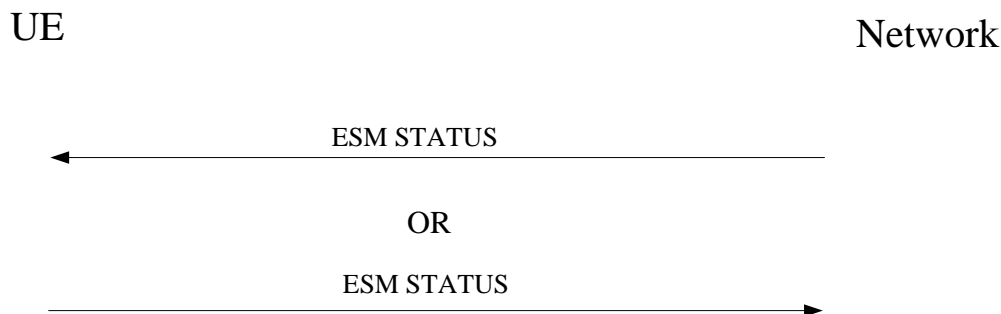 UE
Network
ESM STATUS
OR
ESM STATUS